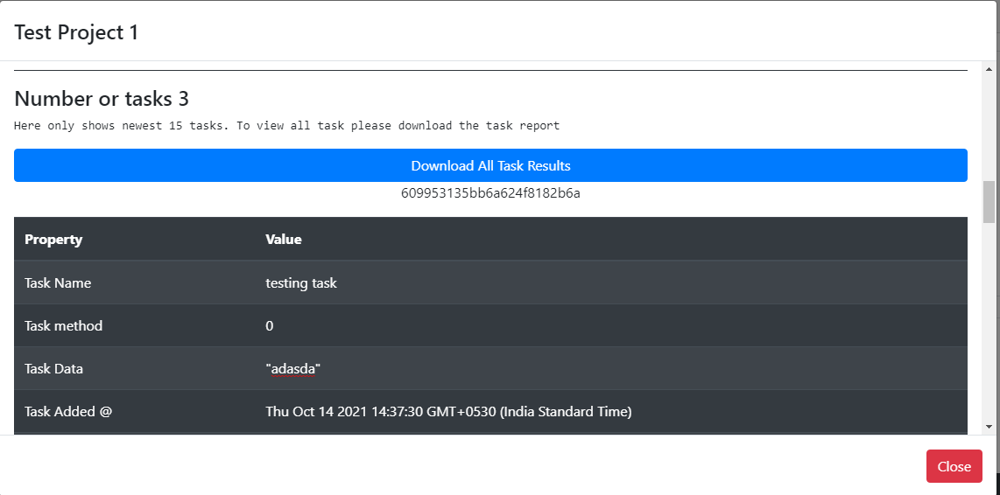 Test Project 1
Number or tasks 3
Here only shows newest 15 tasks. To view all task please download the task report
Download All Task Results
609953135bb6a624f8182b6a
Property Value
Task Name testing task
Task method 0
Task Data "adasda"
Task Added @ Thu Oct 14 2021 14:37:30 GMT+0530 (India Standard Time)
Close